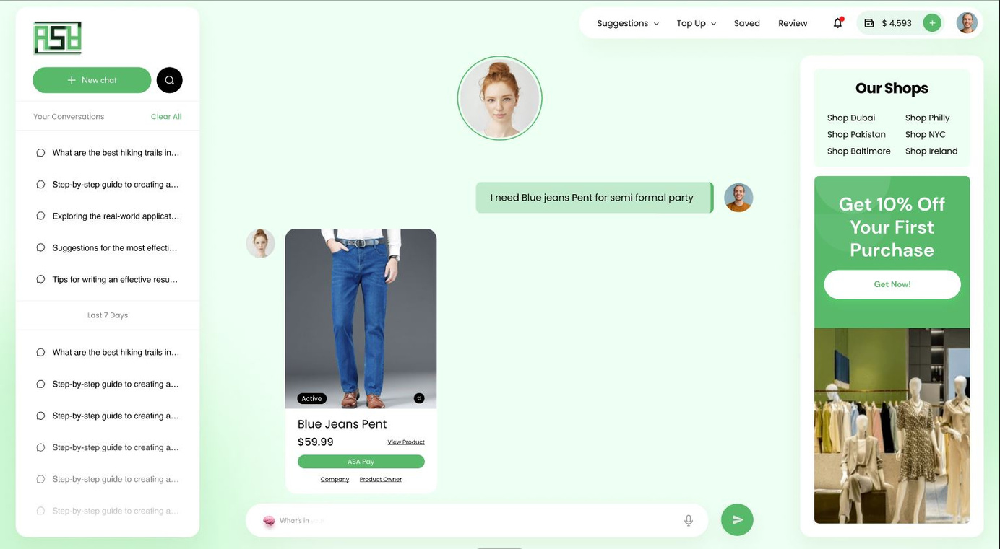 ASA
Suggestions
Top Up
Saved
Review
$ 4,593
+ New chat
Your Conversations
Clear All
What are the best hiking trails in...
Step-by-step guide to creating a...
Exploring the real-world applicat...
Suggestions for the most effecti...
Tips for writing an effective resu...
Last 7 Days
What are the best hiking trails in...
Step-by-step guide to creating a...
Step-by-step guide to creating a...
Step-by-step guide to creating a...
Step-by-step guide to creating a...
Step-by-step guide to creating a...
I need Blue jeans Pent for semi formal party
Active
Blue Jeans Pent
$59.99
View Product
ASA Pay
Company
Product Owner
What's in
Our Shops
Shop Dubai
Shop Philly
Shop Pakistan
Shop NYC
Shop Baltimore
Shop Ireland
Get 10% Off
Your First
Purchase
Get Now!